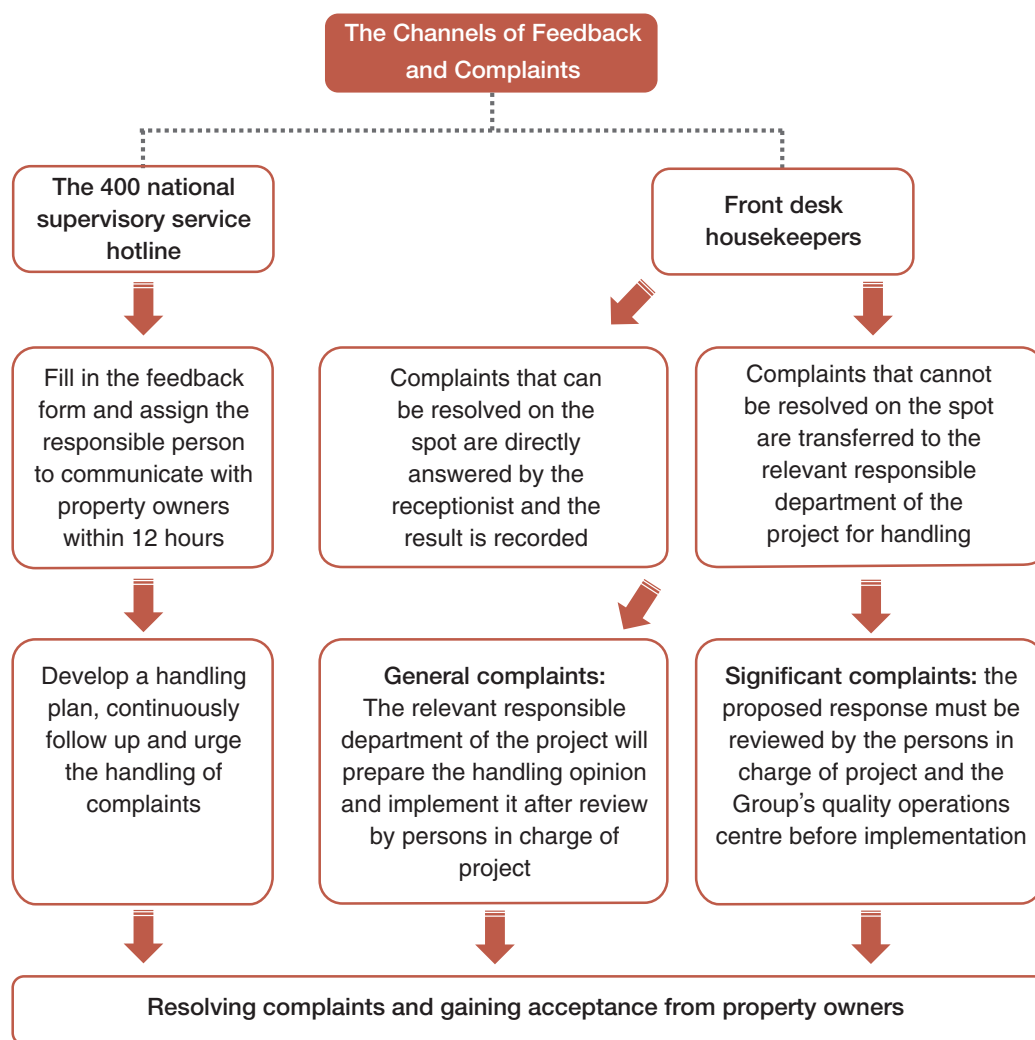 The Channels of Feedback
and Complaints
The 400 national
supervisory service
hotline
Front desk
housekeepers
Fill in the feedback
form and assign the
responsible person
to communicate with
property owners
within 12 hours
Complaints that can
be resolved on the
spot are directly
answered by the
receptionist and the
result is recorded
Complaints that cannot
be resolved on the spot
are transferred to the
relevant responsible
department of the
project for handling
Develop a handling
plan, continuously
follow up and urge
the handling of
complaints
General complaints:
The relevant responsible
department of the project will
prepare the handling opinion
and implement it after review
by persons in charge of
project
Significant complaints: the
proposed response must be
reviewed by the persons in
charge of project and the
Group's quality operations
centre before implementation
Resolving complaints and gaining acceptance from property owners